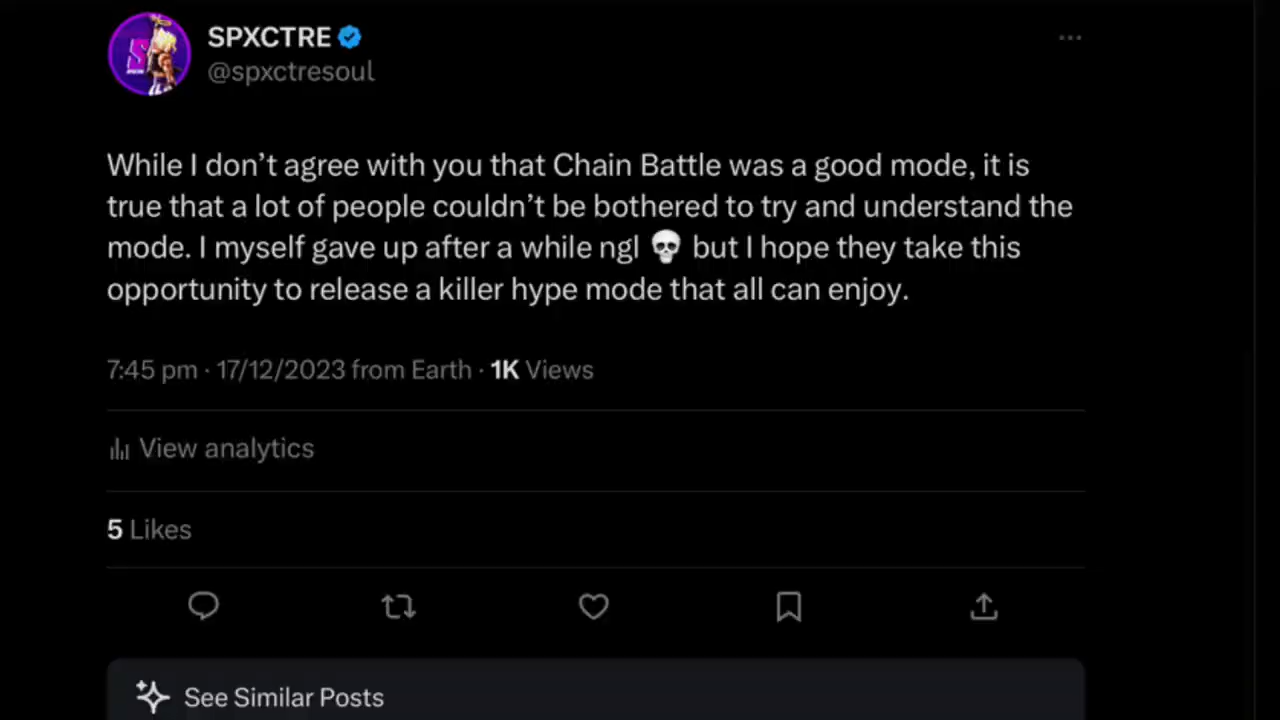 SPXCTRE
@spxctresoul
While I don’t agree with you that Chain Battle was a good mode, it is
true that a lot of people couldn’t be bothered to try and understand the
mode. I myself gave up after a while ngl 💀 but I hope they take this
opportunity to release a killer hype mode that all can enjoy.
7:45 pm · 17/12/2023 from Earth · 1K Views
View analytics
5 Likes
See Similar Posts